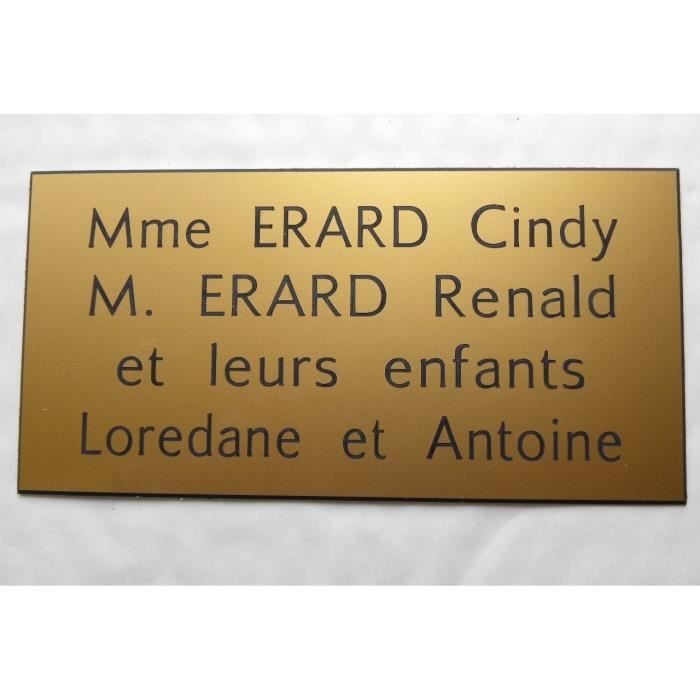 Mme ERARD Cindy
M. ERARD Renald
et leurs enfants
Loredane et Antoine